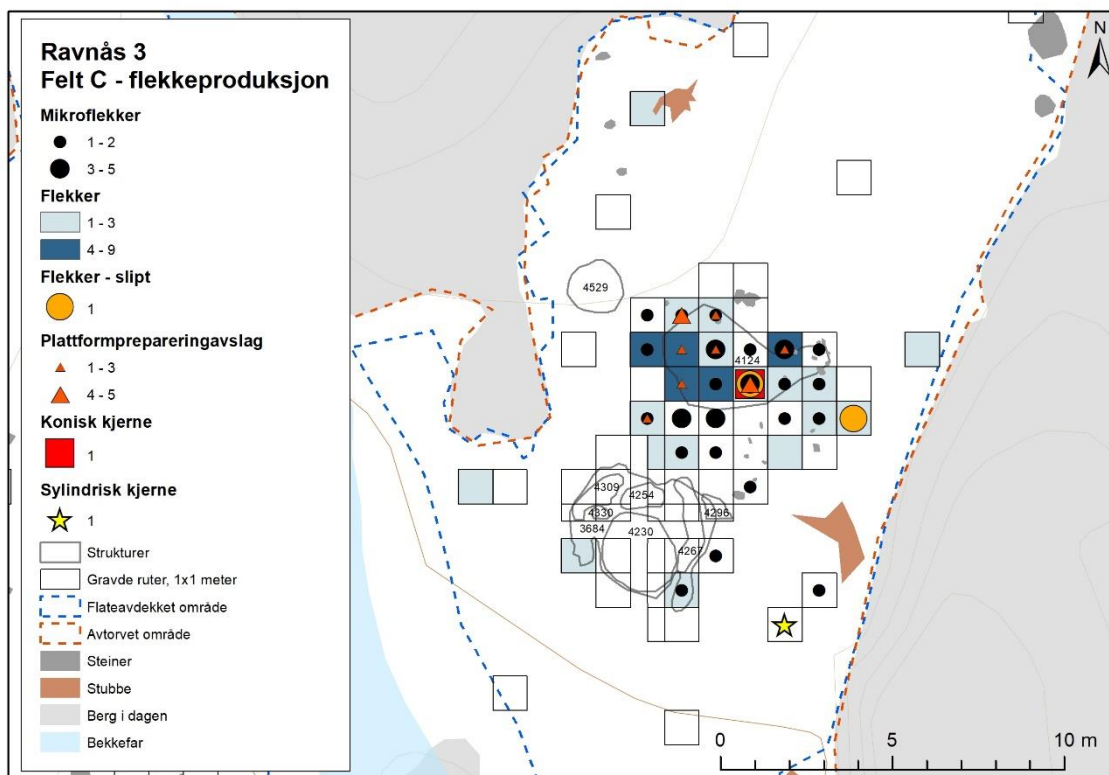 Ravnås 3
Felt C - flekkeproduksjon
Mikroflekker
1 - 2
3 - 5
Flekker
1 - 3
4 - 9
Flekker - slipt
1
Plattformprepareringavslag
1 - 3
4 - 5
Konisk kjerne
1
Sylindrisk kjerne
1
Strukturer
Gravde ruter, 1x1 meter
Flateavdekket område
Avtorvet område
Steiner
Stubbe
Berg i dagen
Bekkefar
N
4529
4124
4309
4254
4330
4296
3684
4230
4267
0 5 10 m